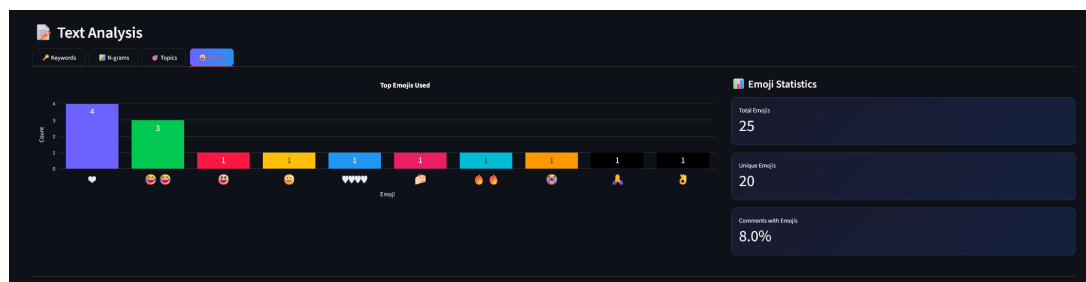 📝 Text Analysis
🔑 Keywords
📊 N-grams
🎯 Topics
Top Emojis Used
Count
4
3
2
1
0
4
3
1
1
1
1
1
1
1
1
Emoji
📊 Emoji Statistics
Total Emojis
25
Unique Emojis
20
Comments with Emojis
8.0%